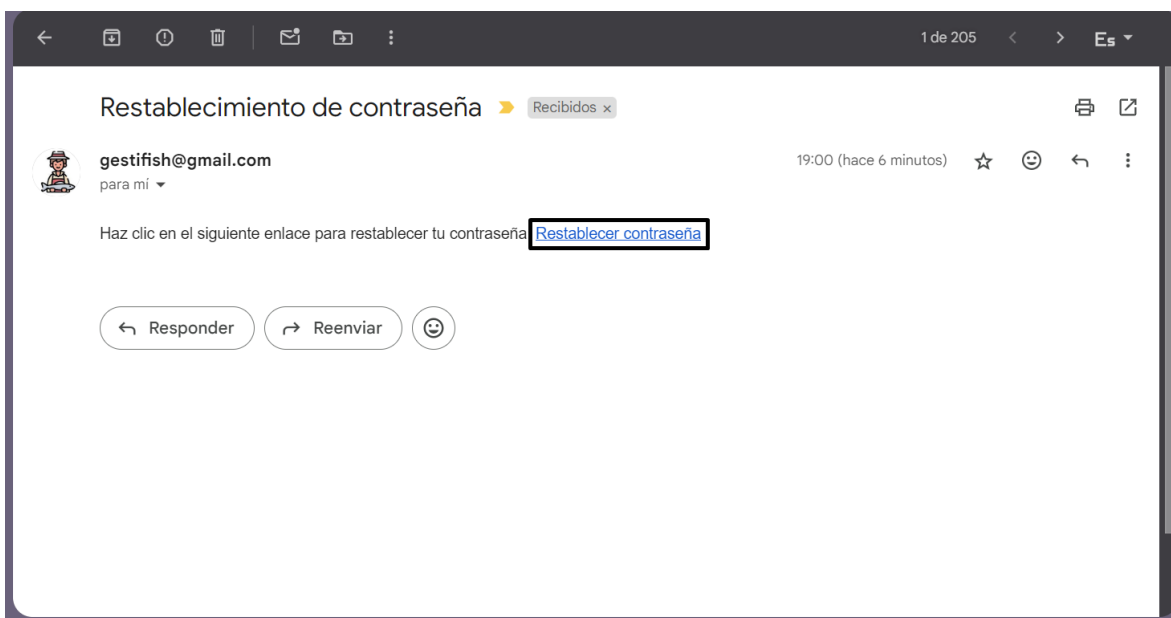 1 de 205
Es
Restablecimiento de contraseña Recibidos x
gestifish@gmail.com 19:00 (hace 6 minutos)
para mí
Haz clic en el siguiente enlace para restablecer tu contraseña Restablecer contraseña
Responder Reenviar